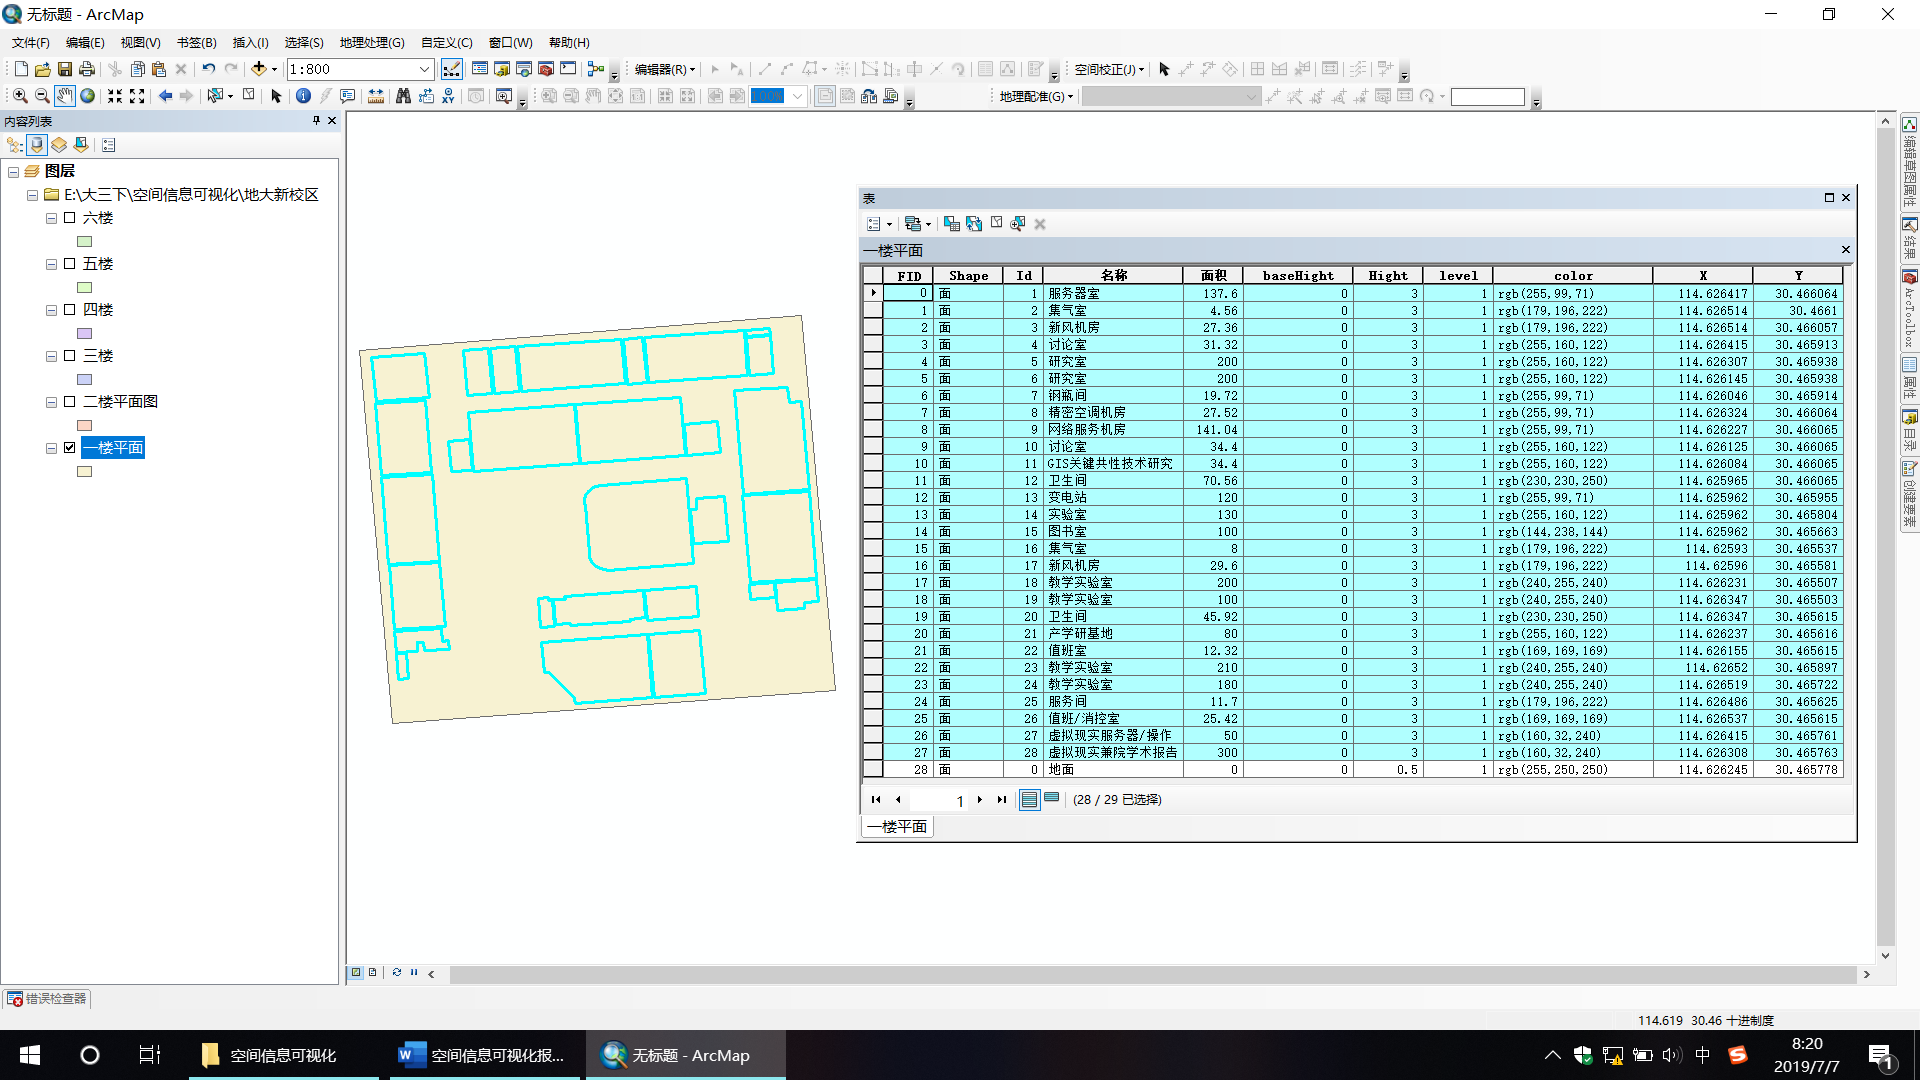 无标题 - ArcMap
文件(F) 编辑(E) 视图(V) 书签(B) 插入(I) 选择(S) 地理处理(G) 自定义(C) 窗口(W) 帮助(H)
1:800 编辑器(R) 空间校正(J)
100% 地理配准(G)
内容列表
图层
E:\大三下\空间信息可视化\地大新校区
六楼
五楼
四楼
三楼
二楼平面图
一楼平面
表
一楼平面
FID Shape Id 名称 面积 baseHight Hight level color X Y
0 面 1 服务器室 137.6 0 3 1 rgb(255,99,71) 114.626417 30.466064
1 面 2 集气室 4.56 0 3 1 rgb(179,196,222) 114.626514 30.4661
2 面 3 新风机房 27.36 0 3 1 rgb(179,196,222) 114.626514 30.466057
3 面 4 讨论室 31.32 0 3 1 rgb(255,160,122) 114.626415 30.465913
4 面 5 研究室 200 0 3 1 rgb(255,160,122) 114.626307 30.465938
5 面 6 研究室 200 0 3 1 rgb(255,160,122) 114.626145 30.465938
6 面 7 钢瓶间 19.72 0 3 1 rgb(255,99,71) 114.626046 30.465914
7 面 8 精密空调机房 27.52 0 3 1 rgb(255,99,71) 114.626324 30.466064
8 面 9 网络服务机房 141.04 0 3 1 rgb(255,99,71) 114.626227 30.466065
9 面 10 讨论室 34.4 0 3 1 rgb(255,160,122) 114.626125 30.466065
10 面 11 GIS关键共性技术研究 34.4 0 3 1 rgb(255,160,122) 114.626084 30.466065
11 面 12 卫生间 70.56 0 3 1 rgb(230,230,250) 114.625965 30.466065
12 面 13 变电站 120 0 3 1 rgb(255,99,71) 114.625962 30.465955
13 面 14 实验室 130 0 3 1 rgb(255,160,122) 114.625962 30.465804
14 面 15 图书室 100 0 3 1 rgb(144,238,144) 114.625962 30.465663
15 面 16 集气室 8 0 3 1 rgb(179,196,222) 114.62593 30.465537
16 面 17 新风机房 29.6 0 3 1 rgb(179,196,222) 114.62596 30.465581
17 面 18 教学实验室 200 0 3 1 rgb(240,255,240) 114.626231 30.465507
18 面 19 教学实验室 100 0 3 1 rgb(240,255,240) 114.626347 30.465503
19 面 20 卫生间 45.92 0 3 1 rgb(230,230,250) 114.626347 30.465615
20 面 21 产学研基地 80 0 3 1 rgb(255,160,122) 114.626237 30.465616
21 面 22 值班室 12.32 0 3 1 rgb(169,169,169) 114.626155 30.465615
22 面 23 教学实验室 210 0 3 1 rgb(240,255,240) 114.62652 30.465897
23 面 24 教学实验室 180 0 3 1 rgb(240,255,240) 114.626519 30.465722
24 面 25 服务间 11.7 0 3 1 rgb(179,196,222) 114.626486 30.465625
25 面 26 值班/消控室 25.42 0 3 1 rgb(169,169,169) 114.626537 30.465615
26 面 27 虚拟现实服务器/操作 50 0 3 1 rgb(160,32,240) 114.626415 30.465761
27 面 28 虚拟现实兼院学术报告 300 0 3 1 rgb(160,32,240) 114.626308 30.465763
28 面 0 地面 0 0 0.5 1 rgb(255,250,250) 114.626245 30.465778
1 (28 / 29 已选择)
一楼平面
编辑草图属性
结果
ArcToolbox
属性
目录
创建要素
错误检查器
114.619 30.46 十进制度
空间信息可视化 空间信息可视化报... 无标题 - ArcMap
中
8:20
2019/7/7
1